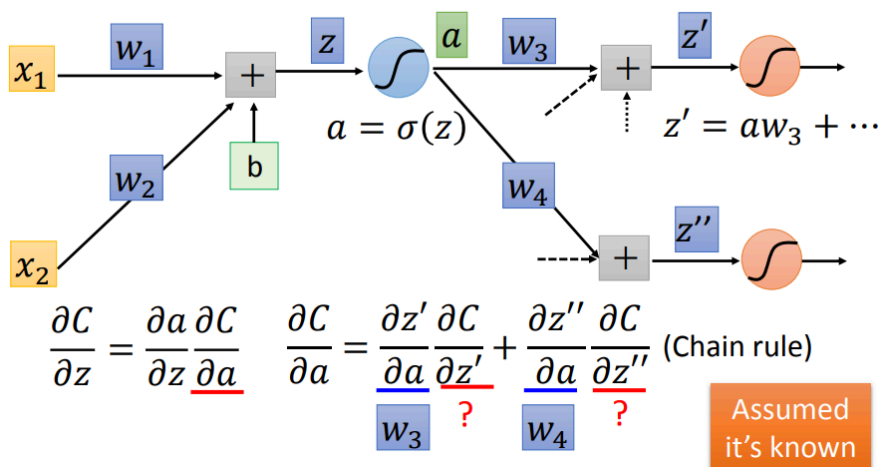 w₁ z a w₃ z′
x₁ + +
a = σ(z) z′ = aw₃ + ⋯
b
w₂ w₄
z′′
x₂ +
∂C/∂z = ∂a/∂z ∂C/∂a ∂C/∂a = ∂z′/∂a ∂C/∂z′ + ∂z′′/∂a ∂C/∂z′′ (Chain rule)
? ?
w₃ w₄
Assumed
it's known